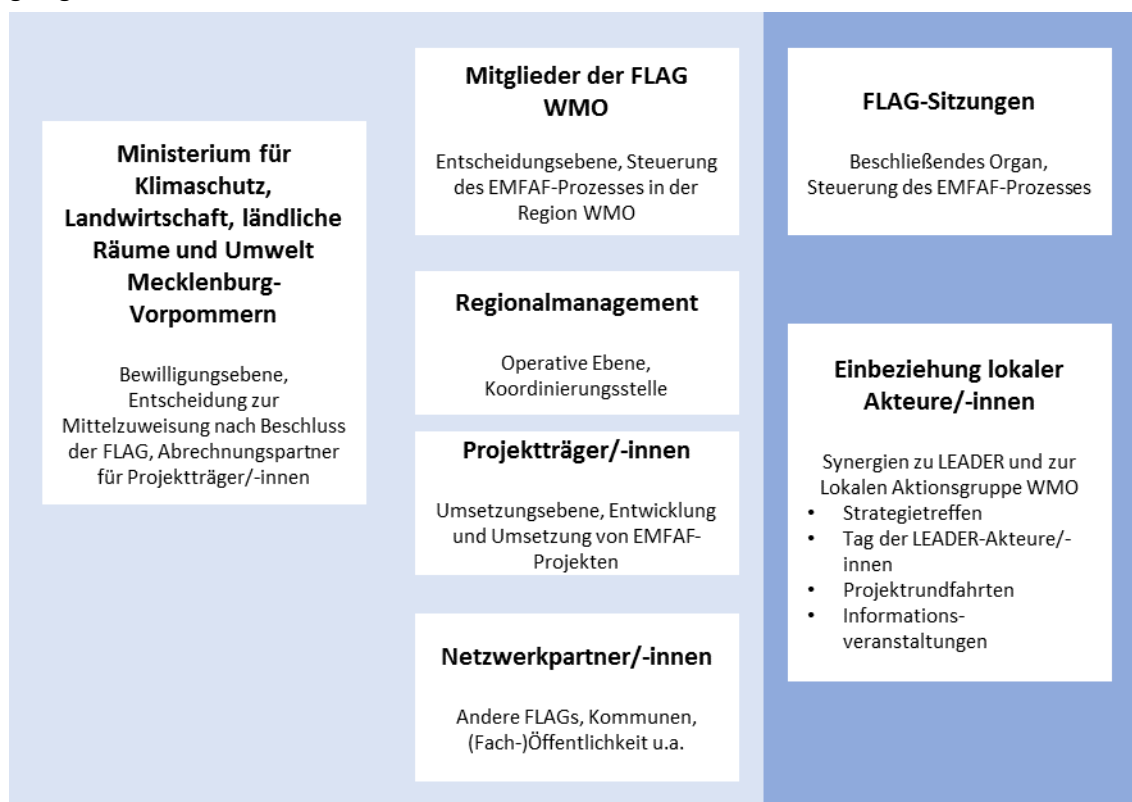 Ministerium für
Klimaschutz,
Landwirtschaft, ländliche
Räume und Umwelt
Mecklenburg-
Vorpommern
Bewilligungsebene,
Entscheidung zur
Mittelzuweisung nach Beschluss
der FLAG, Abrechnungspartner
für Projektträger/-innen
Mitglieder der FLAG
WMO
Entscheidungsebene, Steuerung
des EMFAF-Prozesses in der
Region WMO
Regionalmanagement
Operative Ebene,
Koordinierungsstelle
Projektträger/-innen
Umsetzungsebene, Entwicklung
und Umsetzung von EMFAF-
Projekten
Netzwerkpartner/-innen
Andere FLAGs, Kommunen,
(Fach-)Öffentlichkeit u.a.
FLAG-Sitzungen
Beschließendes Organ,
Steuerung des EMFAF-Prozesses
Einbeziehung lokaler
Akteure/-innen
Synergien zu LEADER und zur
Lokalen Aktionsgruppe WMO
• Strategietreffen
• Tag der LEADER-Akteure/-
innen
• Projektrundfahrten
• Informations-
veranstaltungen